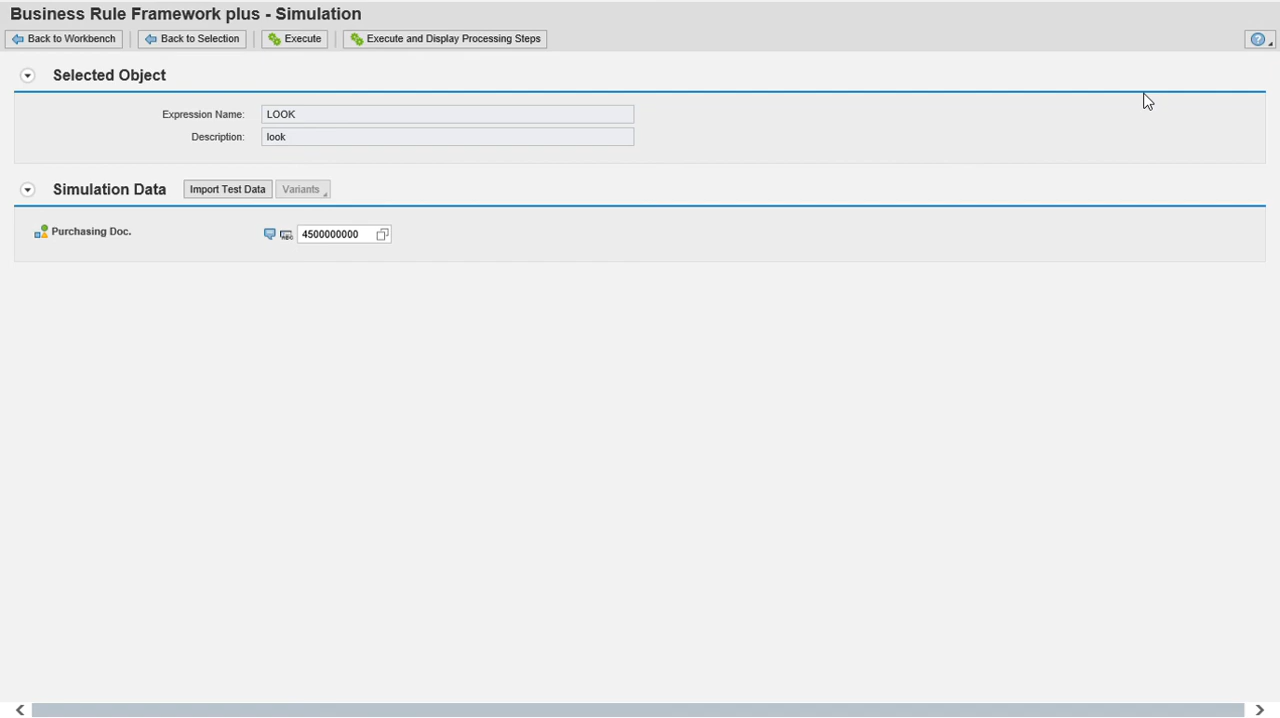 Business Rule Framework plus - Simulation
Back to Workbench Back to Selection Execute Execute and Display Processing Steps
Selected Object
Expression Name: LOOK
Description: look
Simulation Data Import Test Data Variants
Purchasing Doc. ABC 4500000000